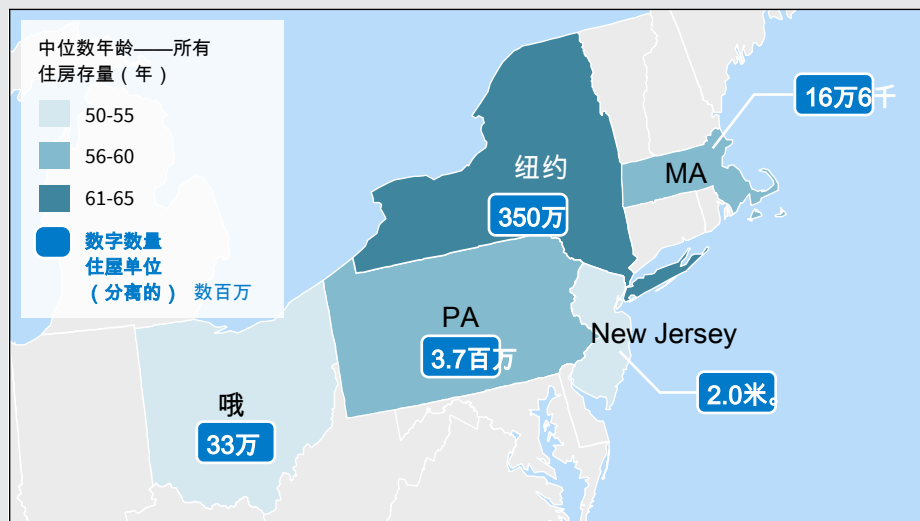 中位数年龄——所有
住房存量（年）
50-55
56-60
61-65
数字数量
住屋单位
（分离的） 数百万
16万6千
纽约
MA
350万
PA
New Jersey
3.7百万
2.0米。
哦
33万